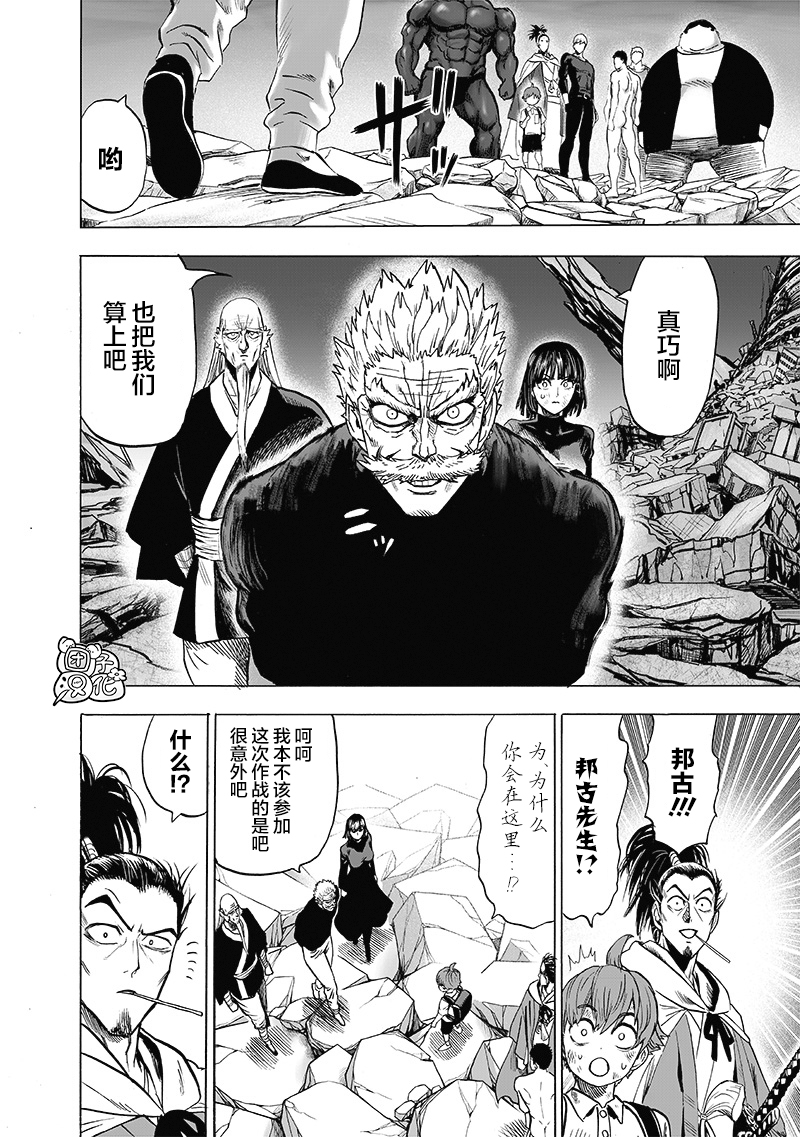 哟
真巧啊
也把我们
算上吧
邦古!!!
邦古先生!?
为、为什么
你会在这里…!?
呵呵
我本不该参加
这次作战的是吧
很意外吧
什么!?
团子
汉化